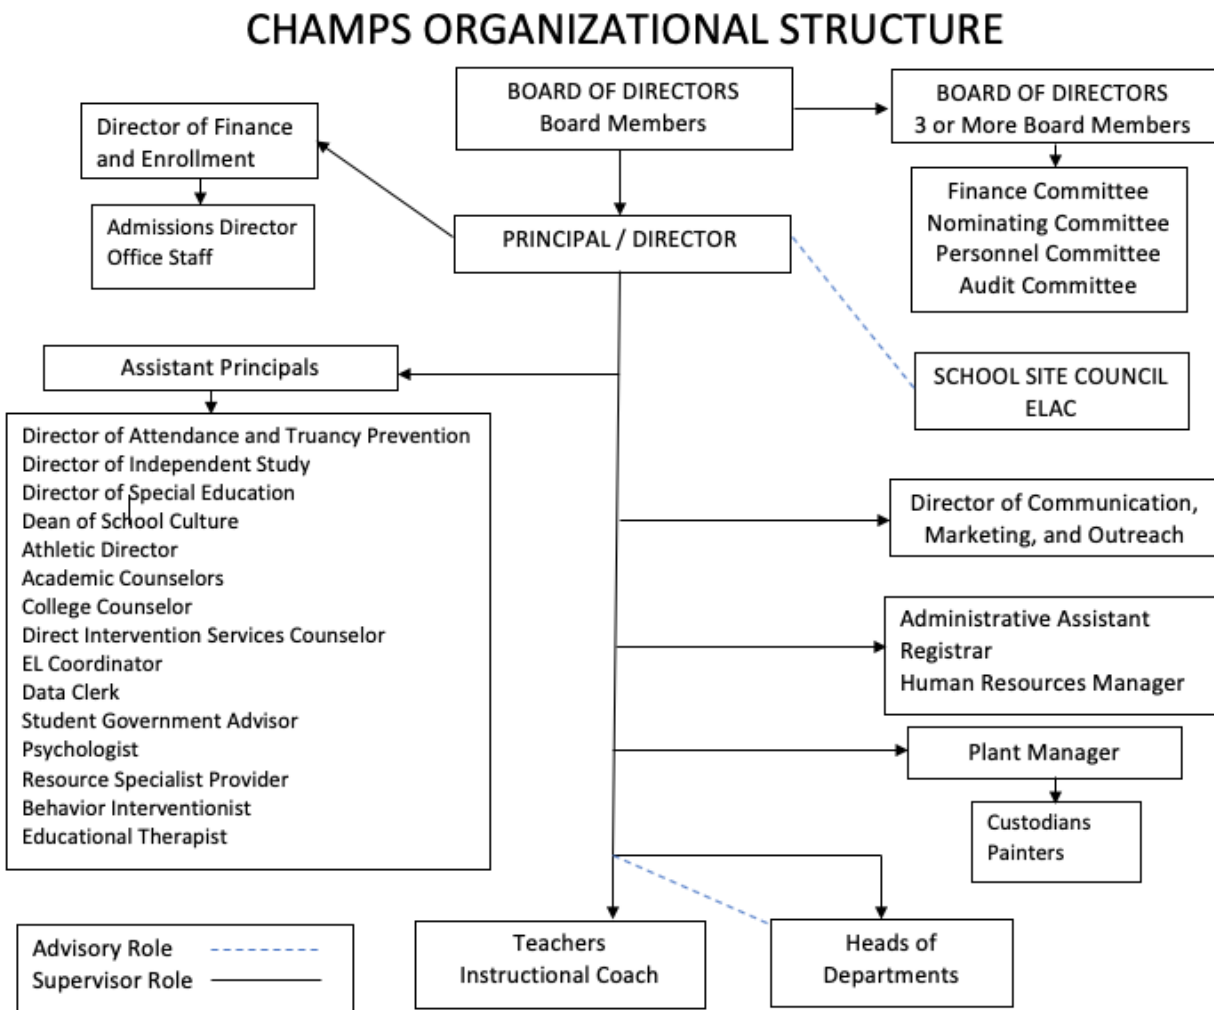 CHAMPS ORGANIZATIONAL STRUCTURE
BOARD OF DIRECTORS
Board Members
BOARD OF DIRECTORS
3 or More Board Members
Director of Finance
and Enrollment
Finance Committee
Nominating Committee
Personnel Committee
Audit Committee
Admissions Director
Office Staff
PRINCIPAL / DIRECTOR
Assistant Principals
SCHOOL SITE COUNCIL
ELAC
Director of Attendance and Truancy Prevention
Director of Independent Study
Director of Special Education
Dean of School Culture
Athletic Director
Academic Counselors
College Counselor
Direct Intervention Services Counselor
EL Coordinator
Data Clerk
Student Government Advisor
Psychologist
Resource Specialist Provider
Behavior Interventionist
Educational Therapist
Director of Communication,
Marketing, and Outreach
Administrative Assistant
Registrar
Human Resources Manager
Plant Manager
Custodians
Painters
Teachers
Instructional Coach
Heads of
Departments
Advisory Role
Supervisor Role